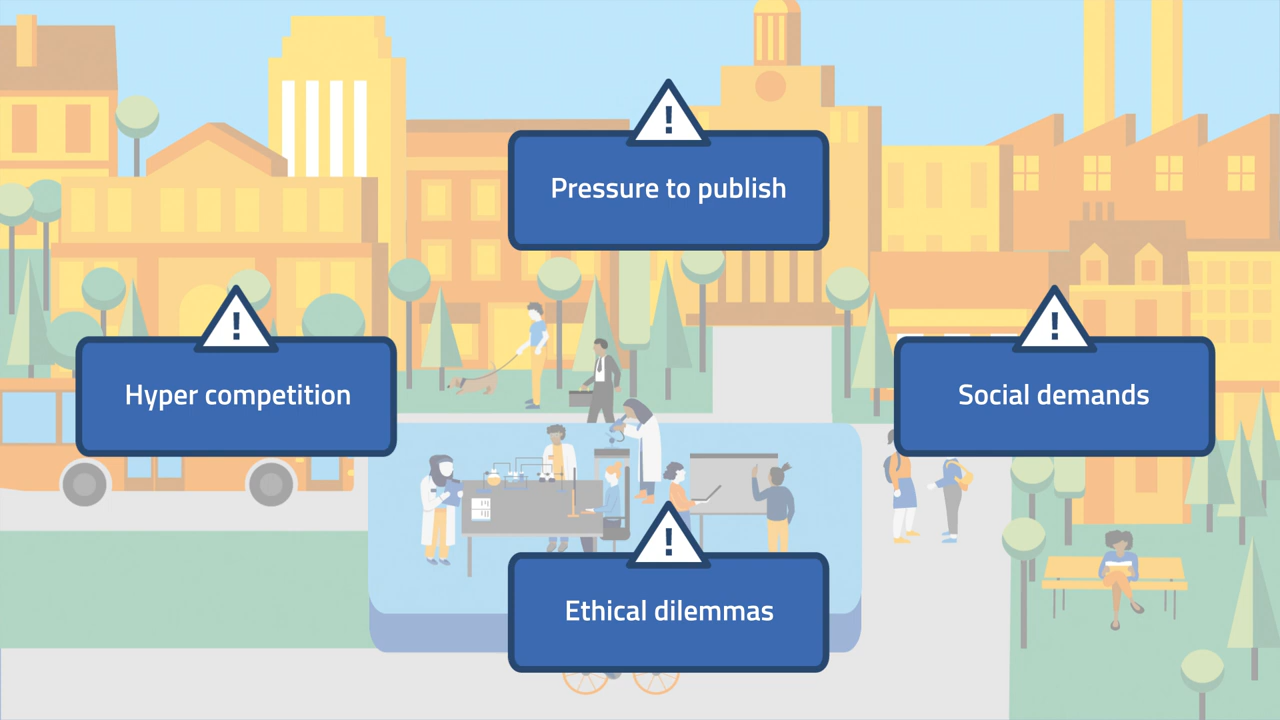 Pressure to publish
Hyper competition
Social demands
Ethical dilemmas